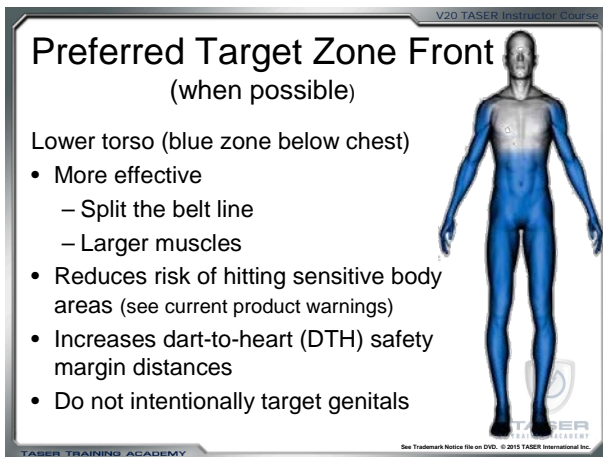 V20 TASER Instructor Course
Preferred Target Zone Front
(when possible)
Lower torso (blue zone below chest)
• More effective
– Split the belt line
– Larger muscles
• Reduces risk of hitting sensitive body
areas (see current product warnings)
• Increases dart-to-heart (DTH) safety
margin distances
• Do not intentionally target genitals
TASER
TRAINING ACADEMY
See Trademark Notice file on DVD. © 2015 TASER International Inc.
TASER TRAINING ACADEMY